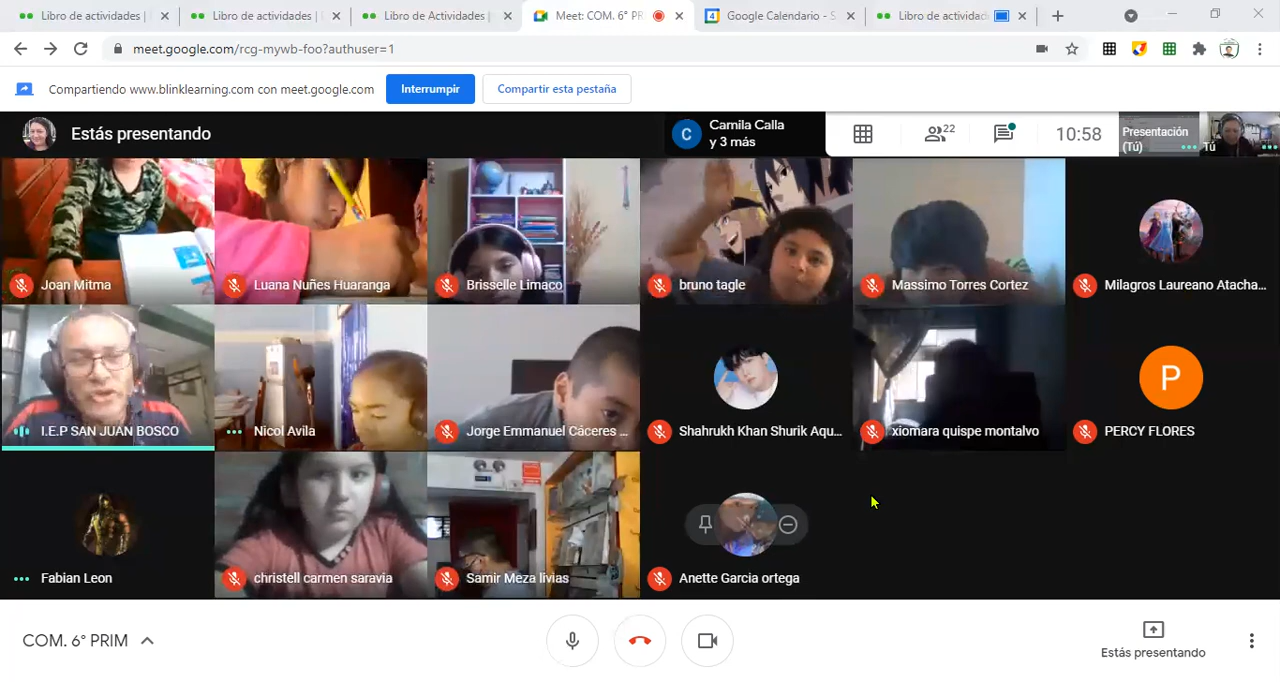 Libro de actividades |
Libro de actividades |
Libro de Actividades |
Meet: COM. 6° PR
Google Calendario - S
Libro de actividad
meet.google.com/rcg-mywb-foo?authuser=1
Compartiendo www.blinklearning.com con meet.google.com
Interrumpir
Compartir esta pestaña
Estás presentando
C
Camila Calla
y 3 más
22
10:58
Presentación
(Tú)
Tú
Joan Mitma
Luana Nuñes Huaranga
Brisselle Limaco
bruno tagle
Massimo Torres Cortez
Milagros Laureano Atacha...
I.E.P SAN JUAN BOSCO
Nicol Avila
Jorge Emmanuel Cáceres ...
Shahrukh Khan Shurik Aqu...
xiomara quispe montalvo
P
PERCY FLORES
Fabian Leon
christell carmen saravia
Samir Meza livias
Anette Garcia ortega
COM. 6° PRIM
Estás presentando